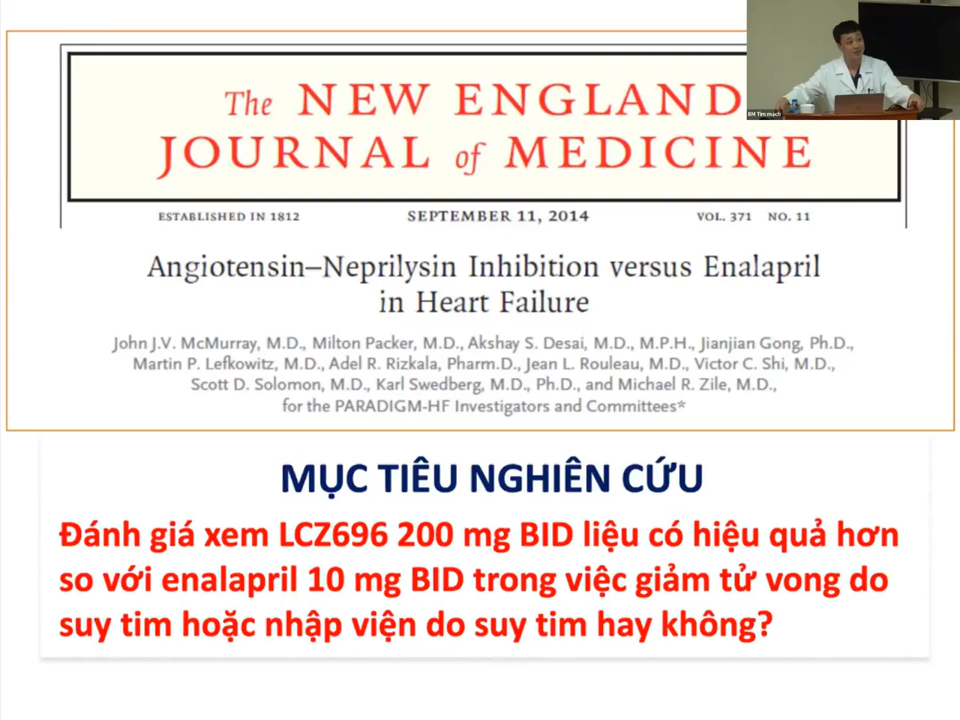 The NEW ENGLAND
JOURNAL of MEDICINE
ESTABLISHED IN 1812 SEPTEMBER 11, 2014 VOL. 371 NO. 11
Angiotensin–Neprilysin Inhibition versus Enalapril
in Heart Failure
John J.V. McMurray, M.D., Milton Packer, M.D., Akshay S. Desai, M.D., M.P.H., Jianjian Gong, Ph.D.,
Martin P. Lefkowitz, M.D., Adel R. Rizkala, Pharm.D., Jean L. Rouleau, M.D., Victor C. Shi, M.D.,
Scott D. Solomon, M.D., Karl Swedberg, M.D., Ph.D., and Michael R. Zile, M.D.,
for the PARADIGM-HF Investigators and Committees*
MỤC TIÊU NGHIÊN CỨU
Đánh giá xem LCZ696 200 mg BID liệu có hiệu quả hơn
so với enalapril 10 mg BID trong việc giảm tử vong do
suy tim hoặc nhập viện do suy tim hay không?
BM Tim mạch